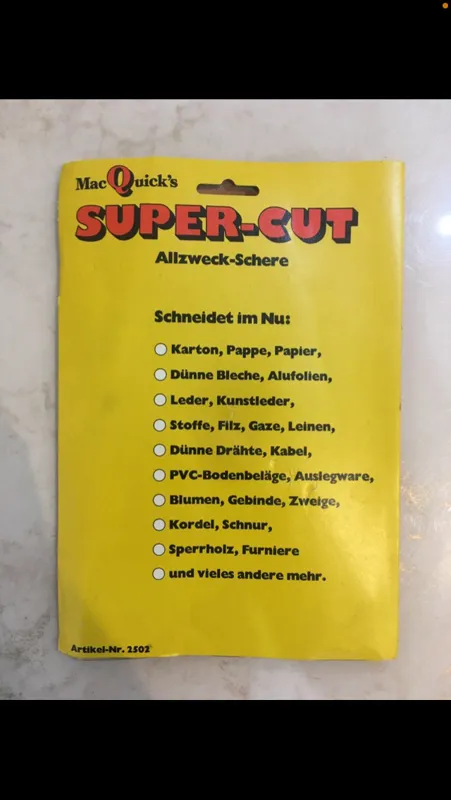 Mac Quick's
SUPER-CUT
Allzweck-Schere
Schneidet im Nu:
Karton, Pappe, Papier,
Dünne Bleche, Alufolien,
Leder, Kunstleder,
Stoffe, Filz, Gaze, Leinen,
Dünne Drähte, Kabel,
PVC-Bodenbeläge, Auslegware,
Blumen, Gebinde, Zweige,
Kordel, Schnur,
Sperrholz, Furniere
und vieles andere mehr.
Artikel-Nr. 2502